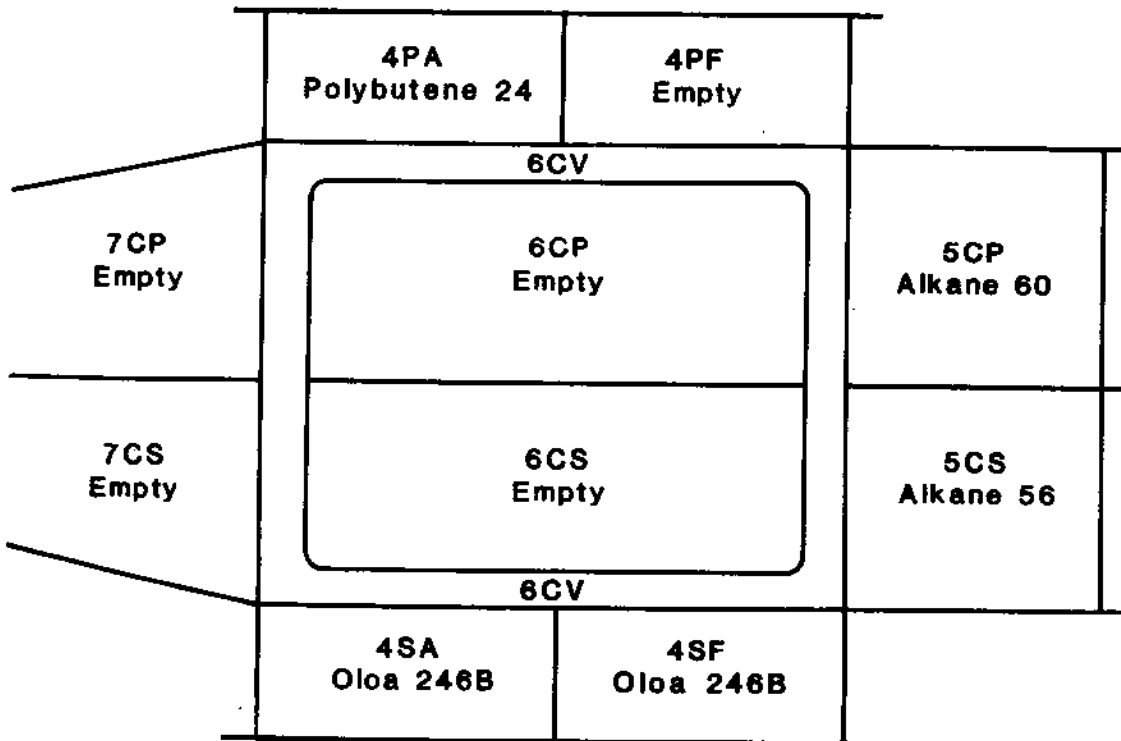 4PA
Polybutene 24
4PF
Empty
6CV
7CP
Empty
6CP
Empty
5CP
Alkane 60
7CS
Empty
6CS
Empty
5CS
Alkane 56
6CV
4SA
Oloa 246B
4SF
Oloa 246B